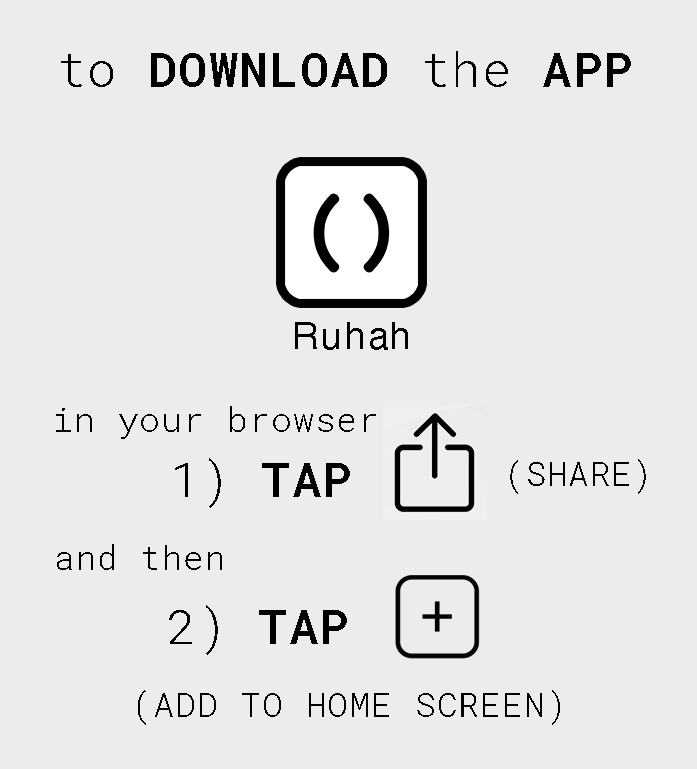 to DOWNLOAD the APP
()
Ruhah
in your browser
1) TAP (SHARE)
and then
2) TAP +
(ADD TO HOME SCREEN)